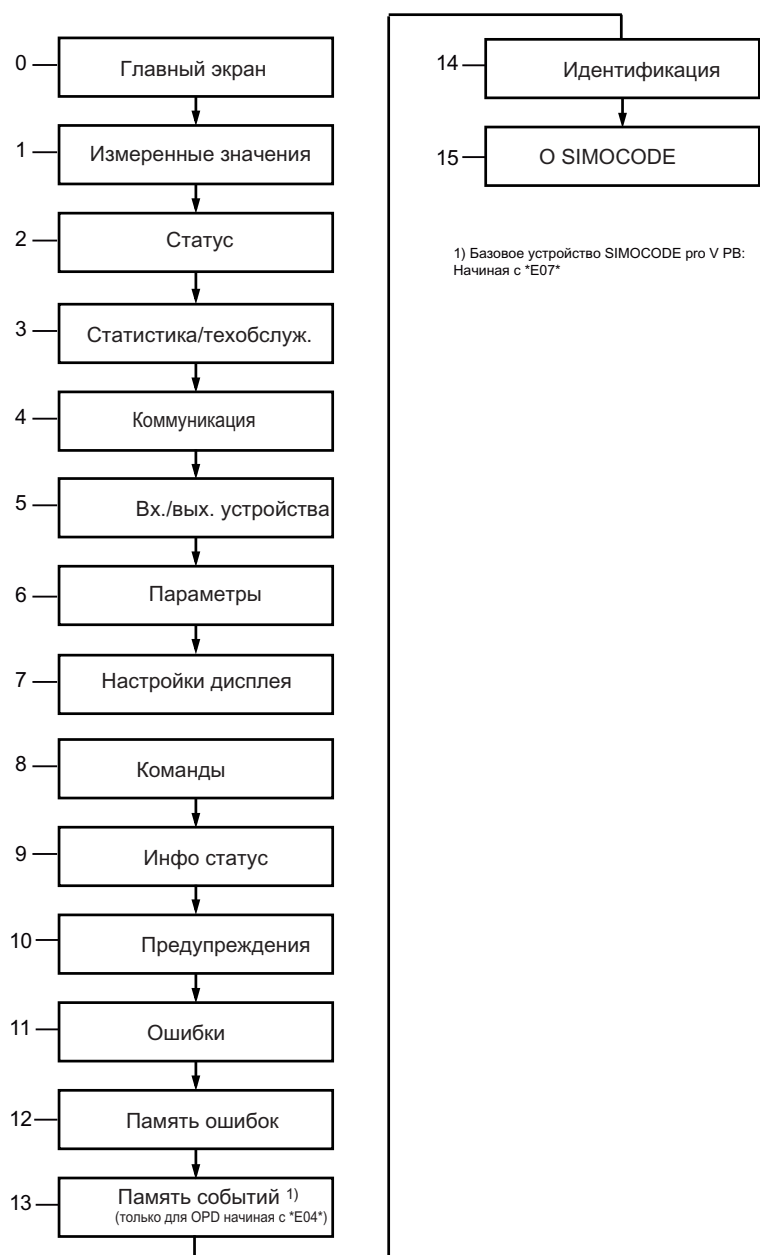 0 Главный экран
1 Измеренные значения
2 Статус
3 Статистика/техобслуж.
4 Коммуникация
5 Вх./вых. устройства
6 Параметры
7 Настройки дисплея
8 Команды
9 Инфо статус
10 Предупреждения
11 Ошибки
12 Память ошибок
13 Память событий 1)
(только для OPD начиная с *E04*)
14 Идентификация
15 О SIMOCODE
1) Базовое устройство SIMOCODE pro V PB:
Начиная с *E07*